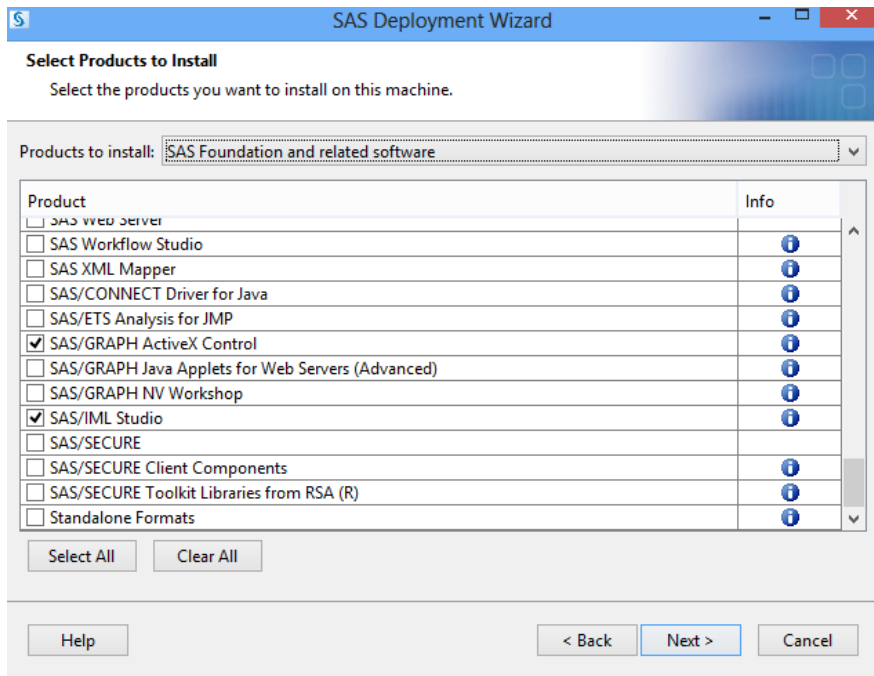 SAS Deployment Wizard
Select Products to Install
Select the products you want to install on this machine.
Products to install: SAS Foundation and related software
Product Info
SAS Web Server
SAS Workflow Studio
SAS XML Mapper
SAS/CONNECT Driver for Java
SAS/ETS Analysis for JMP
SAS/GRAPH ActiveX Control
SAS/GRAPH Java Applets for Web Servers (Advanced)
SAS/GRAPH NV Workshop
SAS/IML Studio
SAS/SECURE
SAS/SECURE Client Components
SAS/SECURE Toolkit Libraries from RSA (R)
Standalone Formats
Select All Clear All
Help < Back Next > Cancel